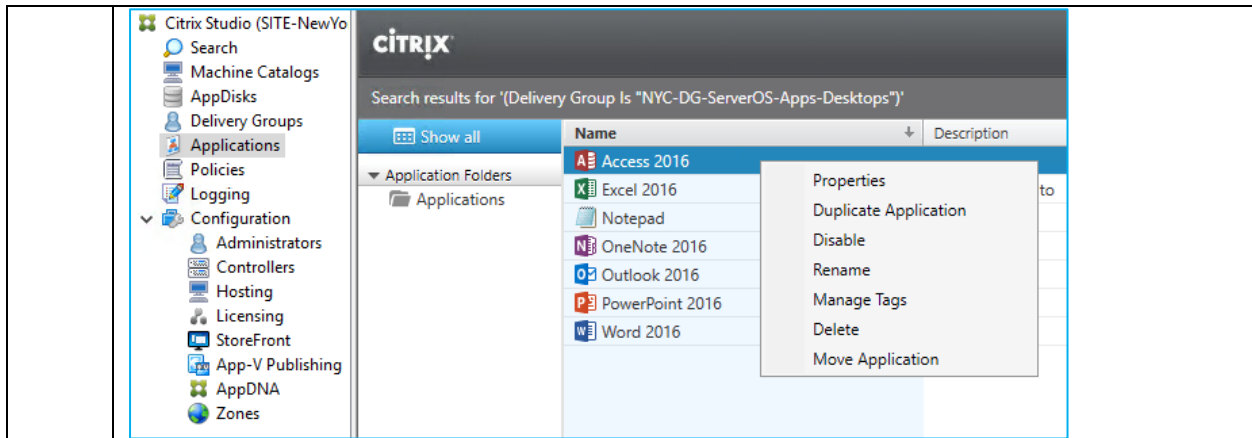 Citrix Studio (SITE-NewYo
Search
Machine Catalogs
AppDisks
Delivery Groups
Applications
Policies
Logging
Configuration
Administrators
Controllers
Hosting
Licensing
StoreFront
App-V Publishing
AppDNA
Zones
CİTRIX
Search results for '(Delivery Group Is "NYC-DG-ServerOS-Apps-Desktops")'
Show all
Application Folders
Applications
Name Description
Access 2016
Excel 2016 to
Notepad
OneNote 2016
Outlook 2016
PowerPoint 2016
Word 2016
Properties
Duplicate Application
Disable
Rename
Manage Tags
Delete
Move Application